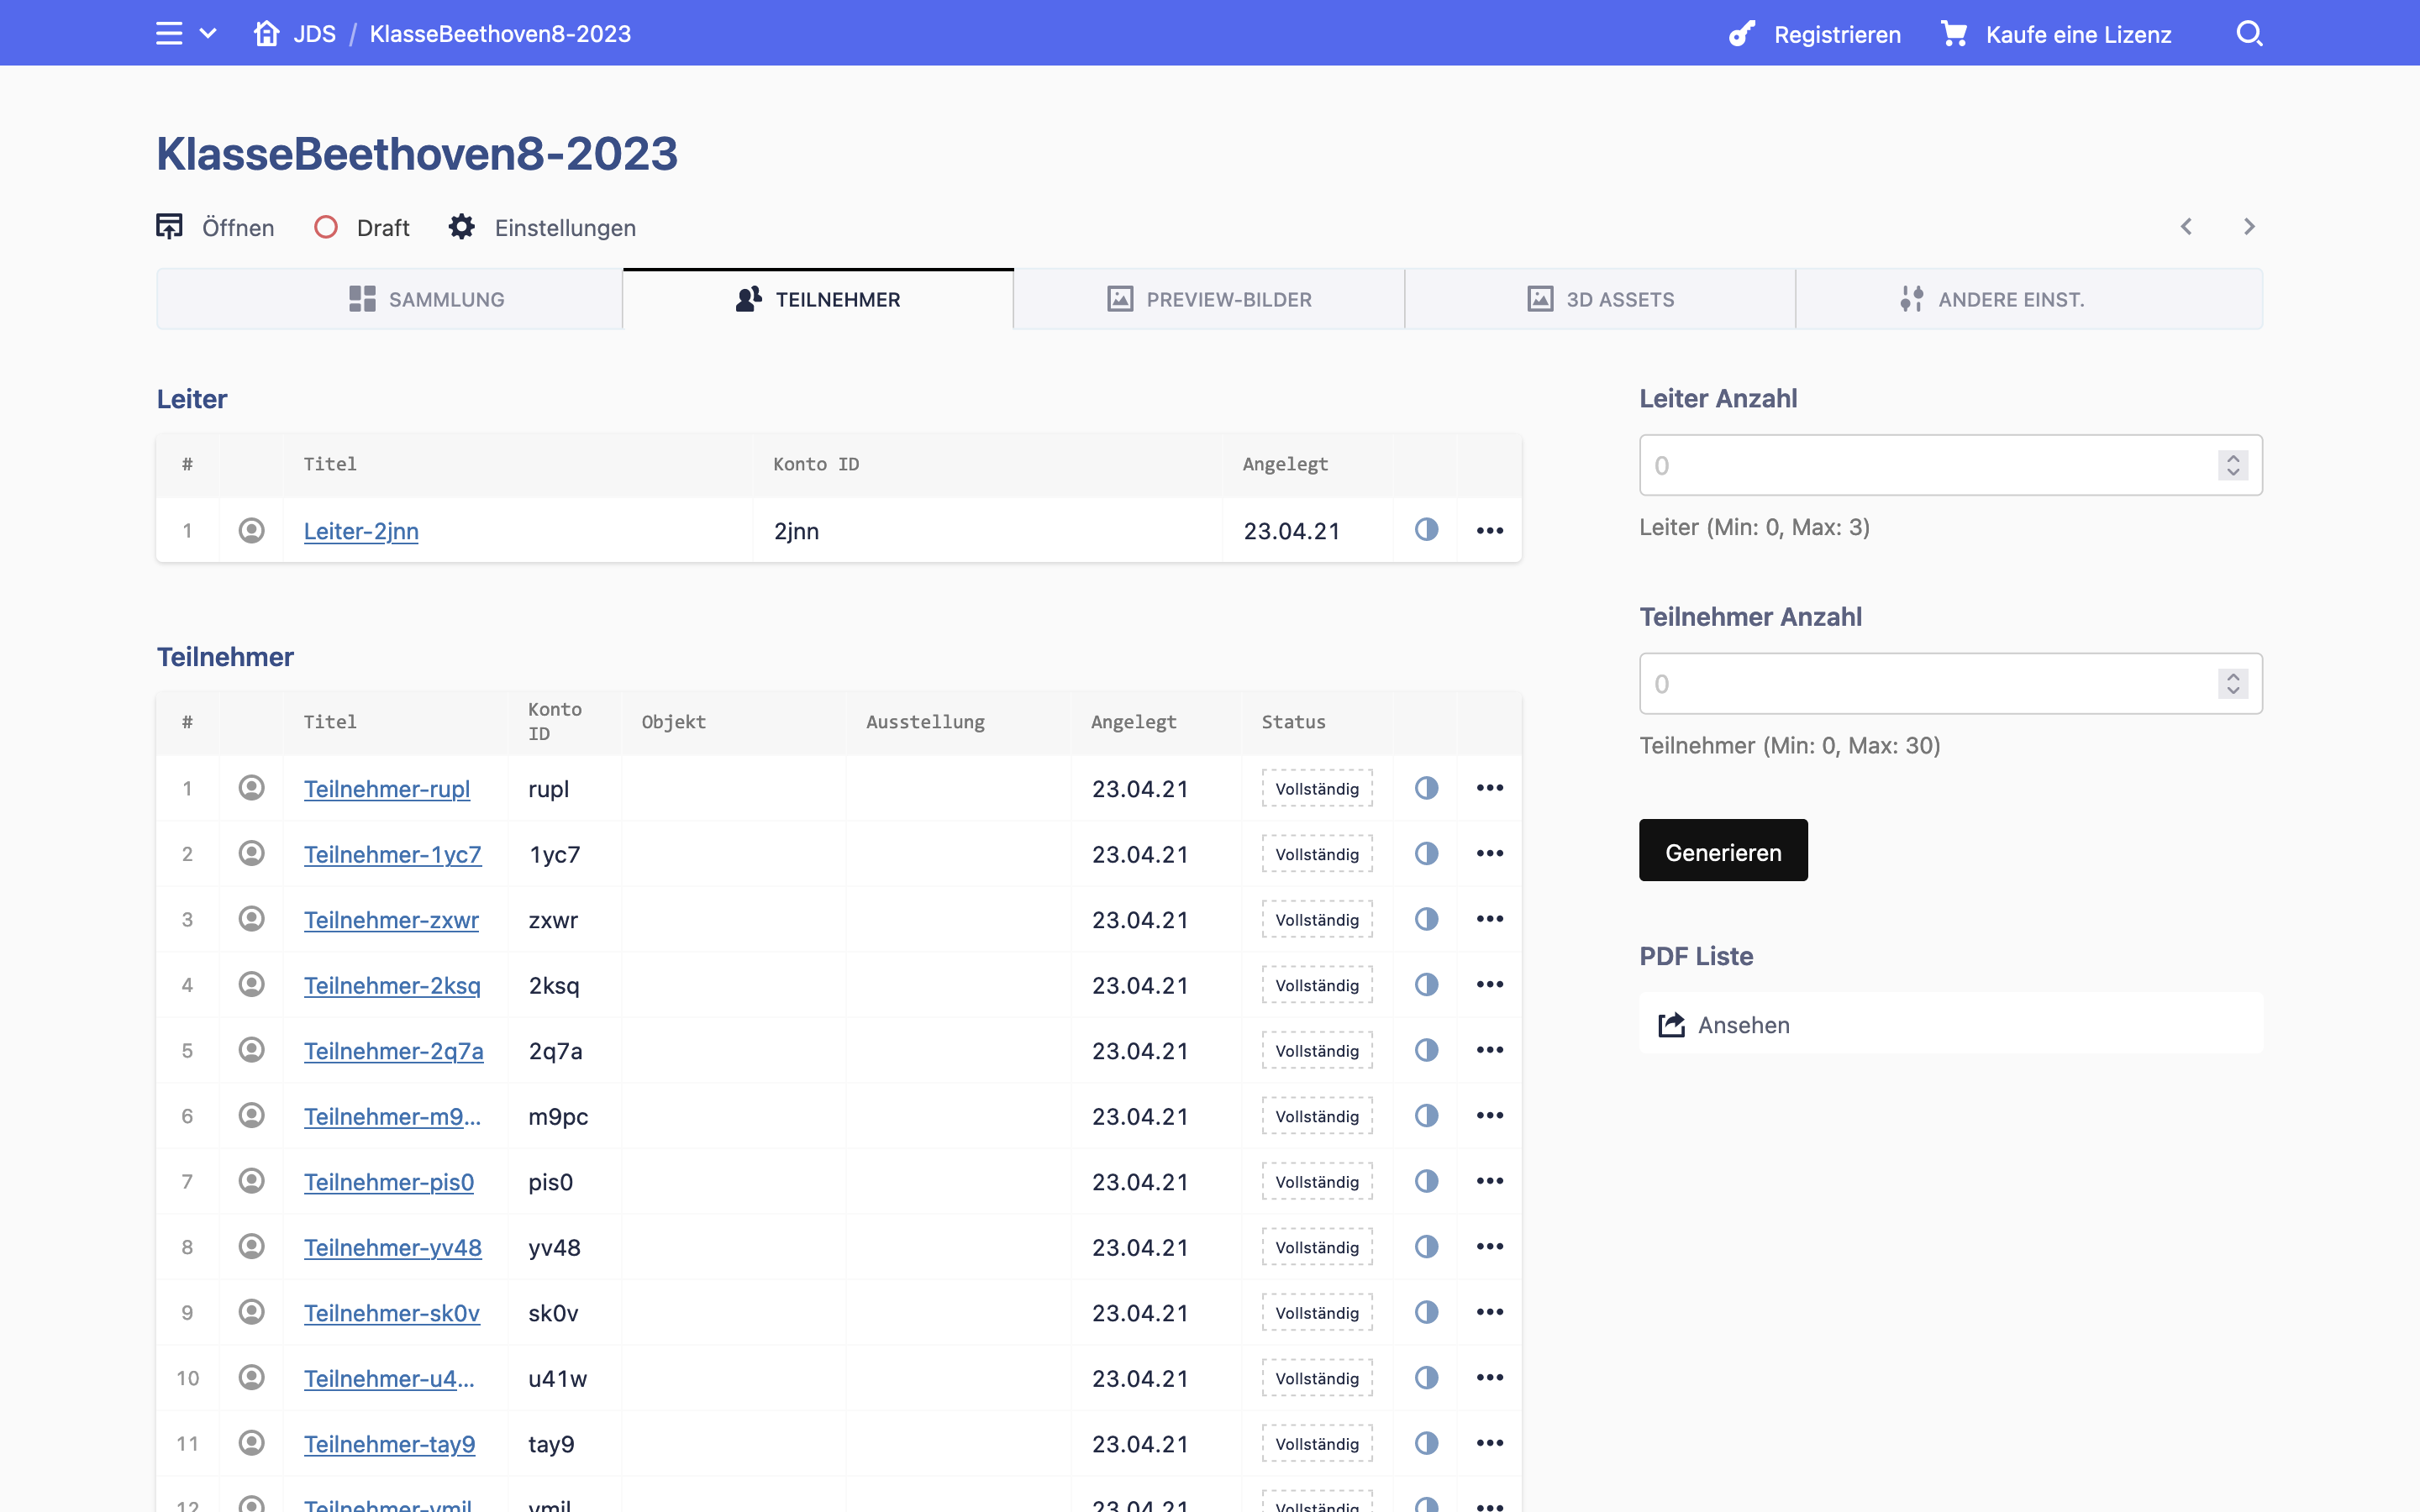 JDS / KlasseBeethoven8-2023 Registrieren Kaufe eine Lizenz
KlasseBeethoven8-2023
Öffnen Draft Einstellungen
SAMMLUNG TEILNEHMER PREVIEW-BILDER 3D ASSETS ANDERE EINST.
Leiter
# Titel Konto ID Angelegt
1 Leiter-2jnn 2jnn 23.04.21
Teilnehmer
# Titel Konto ID Objekt Ausstellung Angelegt Status
1 Teilnehmer-rupl rupl 23.04.21 Vollständig
2 Teilnehmer-1yc7 1yc7 23.04.21 Vollständig
3 Teilnehmer-zxwr zxwr 23.04.21 Vollständig
4 Teilnehmer-2ksq 2ksq 23.04.21 Vollständig
5 Teilnehmer-2q7a 2q7a 23.04.21 Vollständig
6 Teilnehmer-m9... m9pc 23.04.21 Vollständig
7 Teilnehmer-pis0 pis0 23.04.21 Vollständig
8 Teilnehmer-yv48 yv48 23.04.21 Vollständig
9 Teilnehmer-sk0v sk0v 23.04.21 Vollständig
10 Teilnehmer-u4... u41w 23.04.21 Vollständig
11 Teilnehmer-tay9 tay9 23.04.21 Vollständig
12 23.04.21 Vollständig
Leiter Anzahl
0
Leiter (Min: 0, Max: 3)
Teilnehmer Anzahl
0
Teilnehmer (Min: 0, Max: 30)
Generieren
PDF Liste
Ansehen